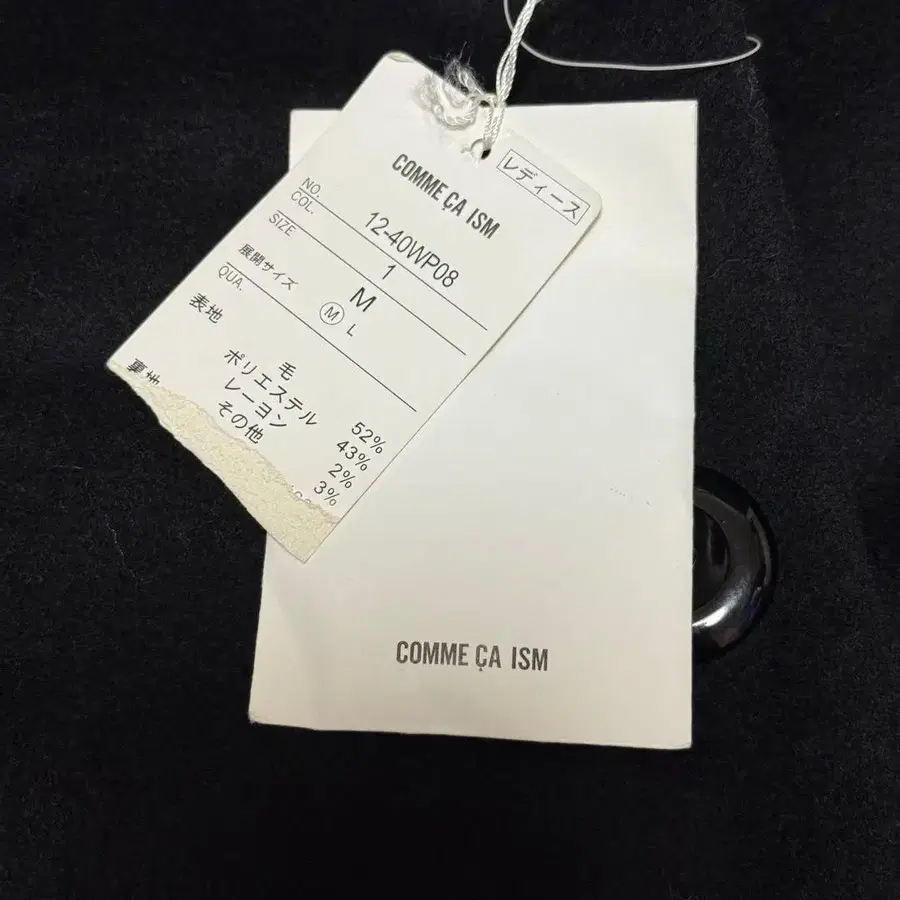 レディース
COMME ÇA ISM
NO. 12-40WP08
COL. 1
SIZE M
展開サイズ Ⓜ L
QUA.
表地
毛 52%
ポリエステル 43%
レーヨン 2%
その他 3%
裏地
COMME ÇA ISM